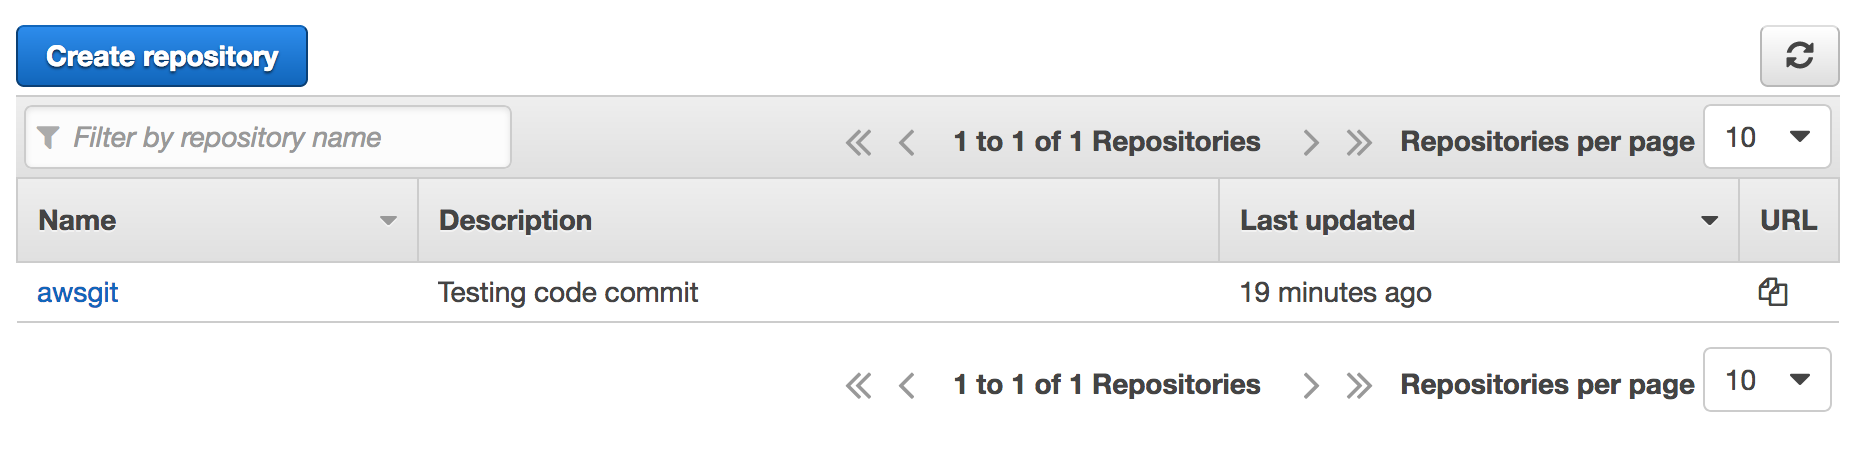 Create repository
Filter by repository name
1 to 1 of 1 Repositories
Repositories per page 10
Name Description Last updated URL
awsgit Testing code commit 19 minutes ago
1 to 1 of 1 Repositories
Repositories per page 10